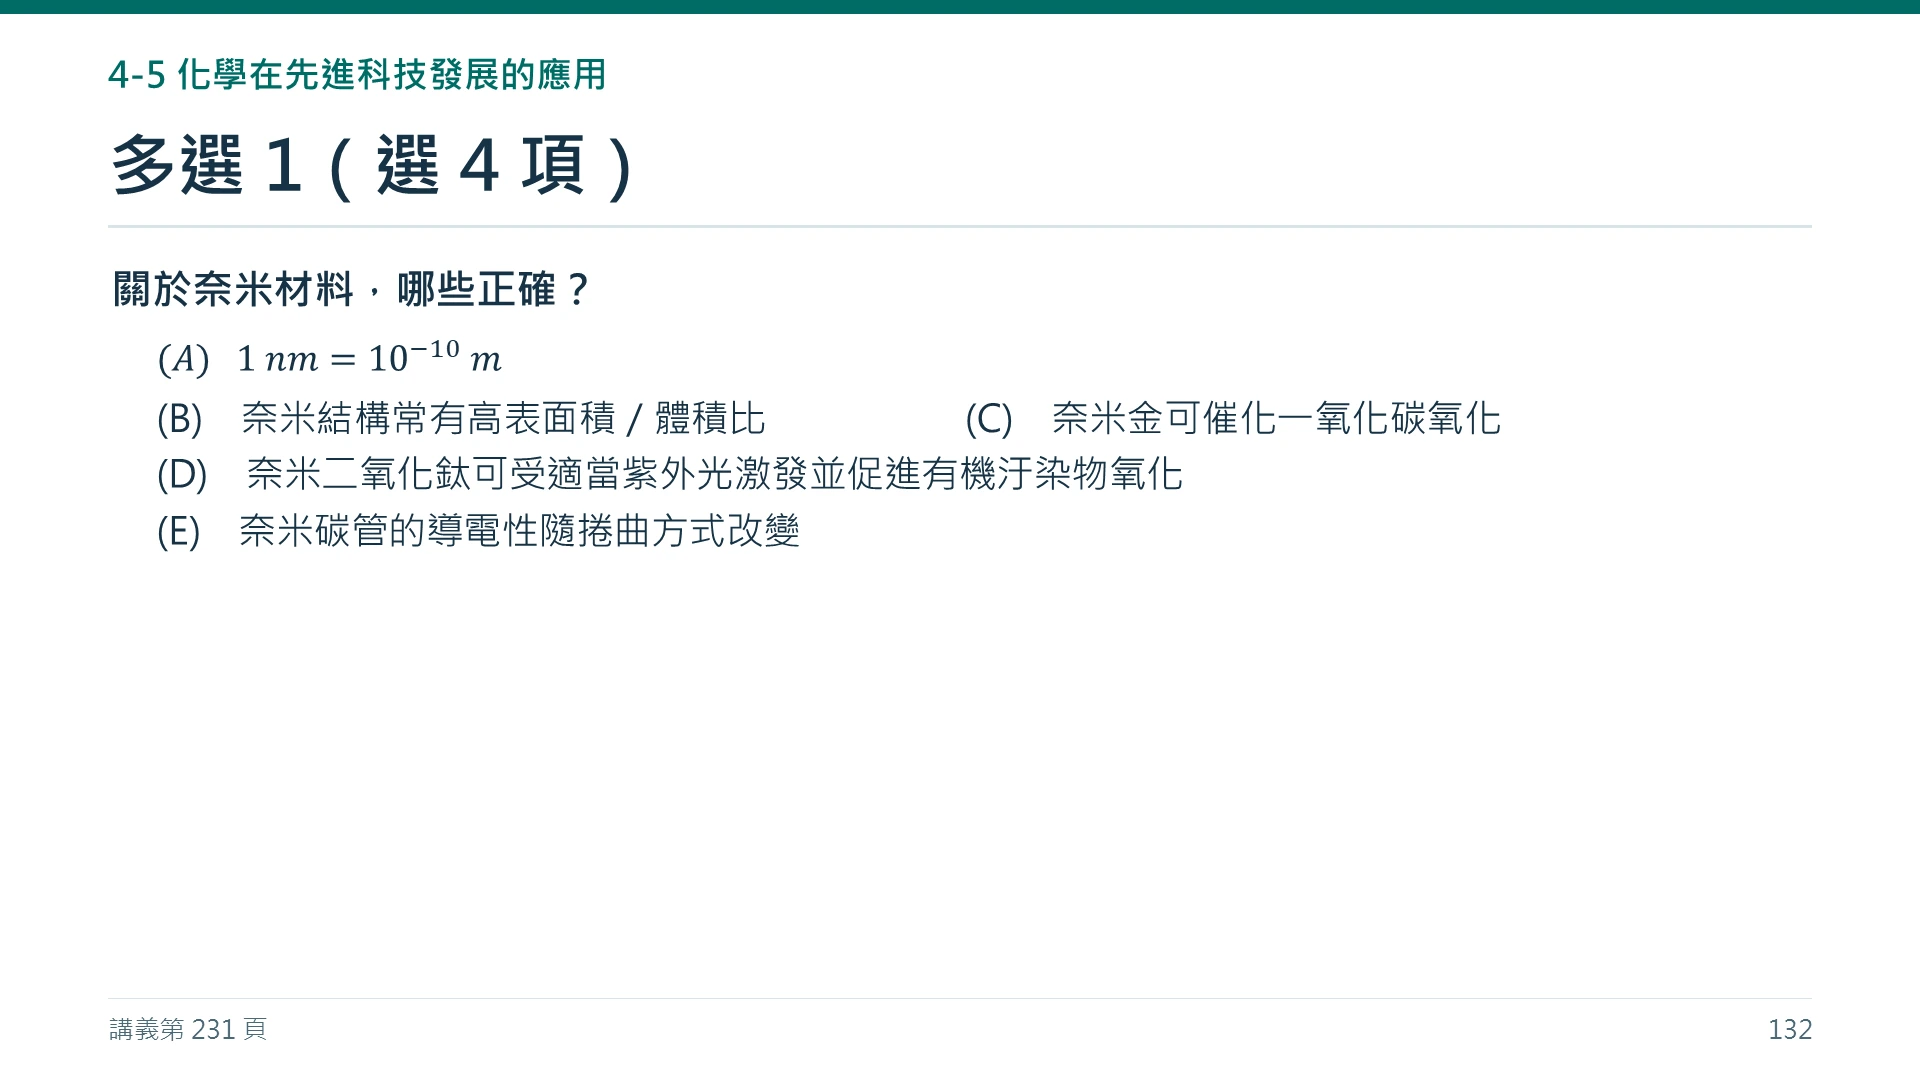 4-5 化學在先進科技發展的應用
多選 1 ( 選 4 項 )
關於奈米材料，哪些正確？
(A) 1 nm = 10⁻¹⁰ m
(B) 奈米結構常有高表面積 / 體積比 (C) 奈米金可催化一氧化碳氧化
(D) 奈米二氧化鈦可受適當紫外光激發並促進有機汙染物氧化
(E) 奈米碳管的導電性隨捲曲方式改變
講義第 231 頁 132